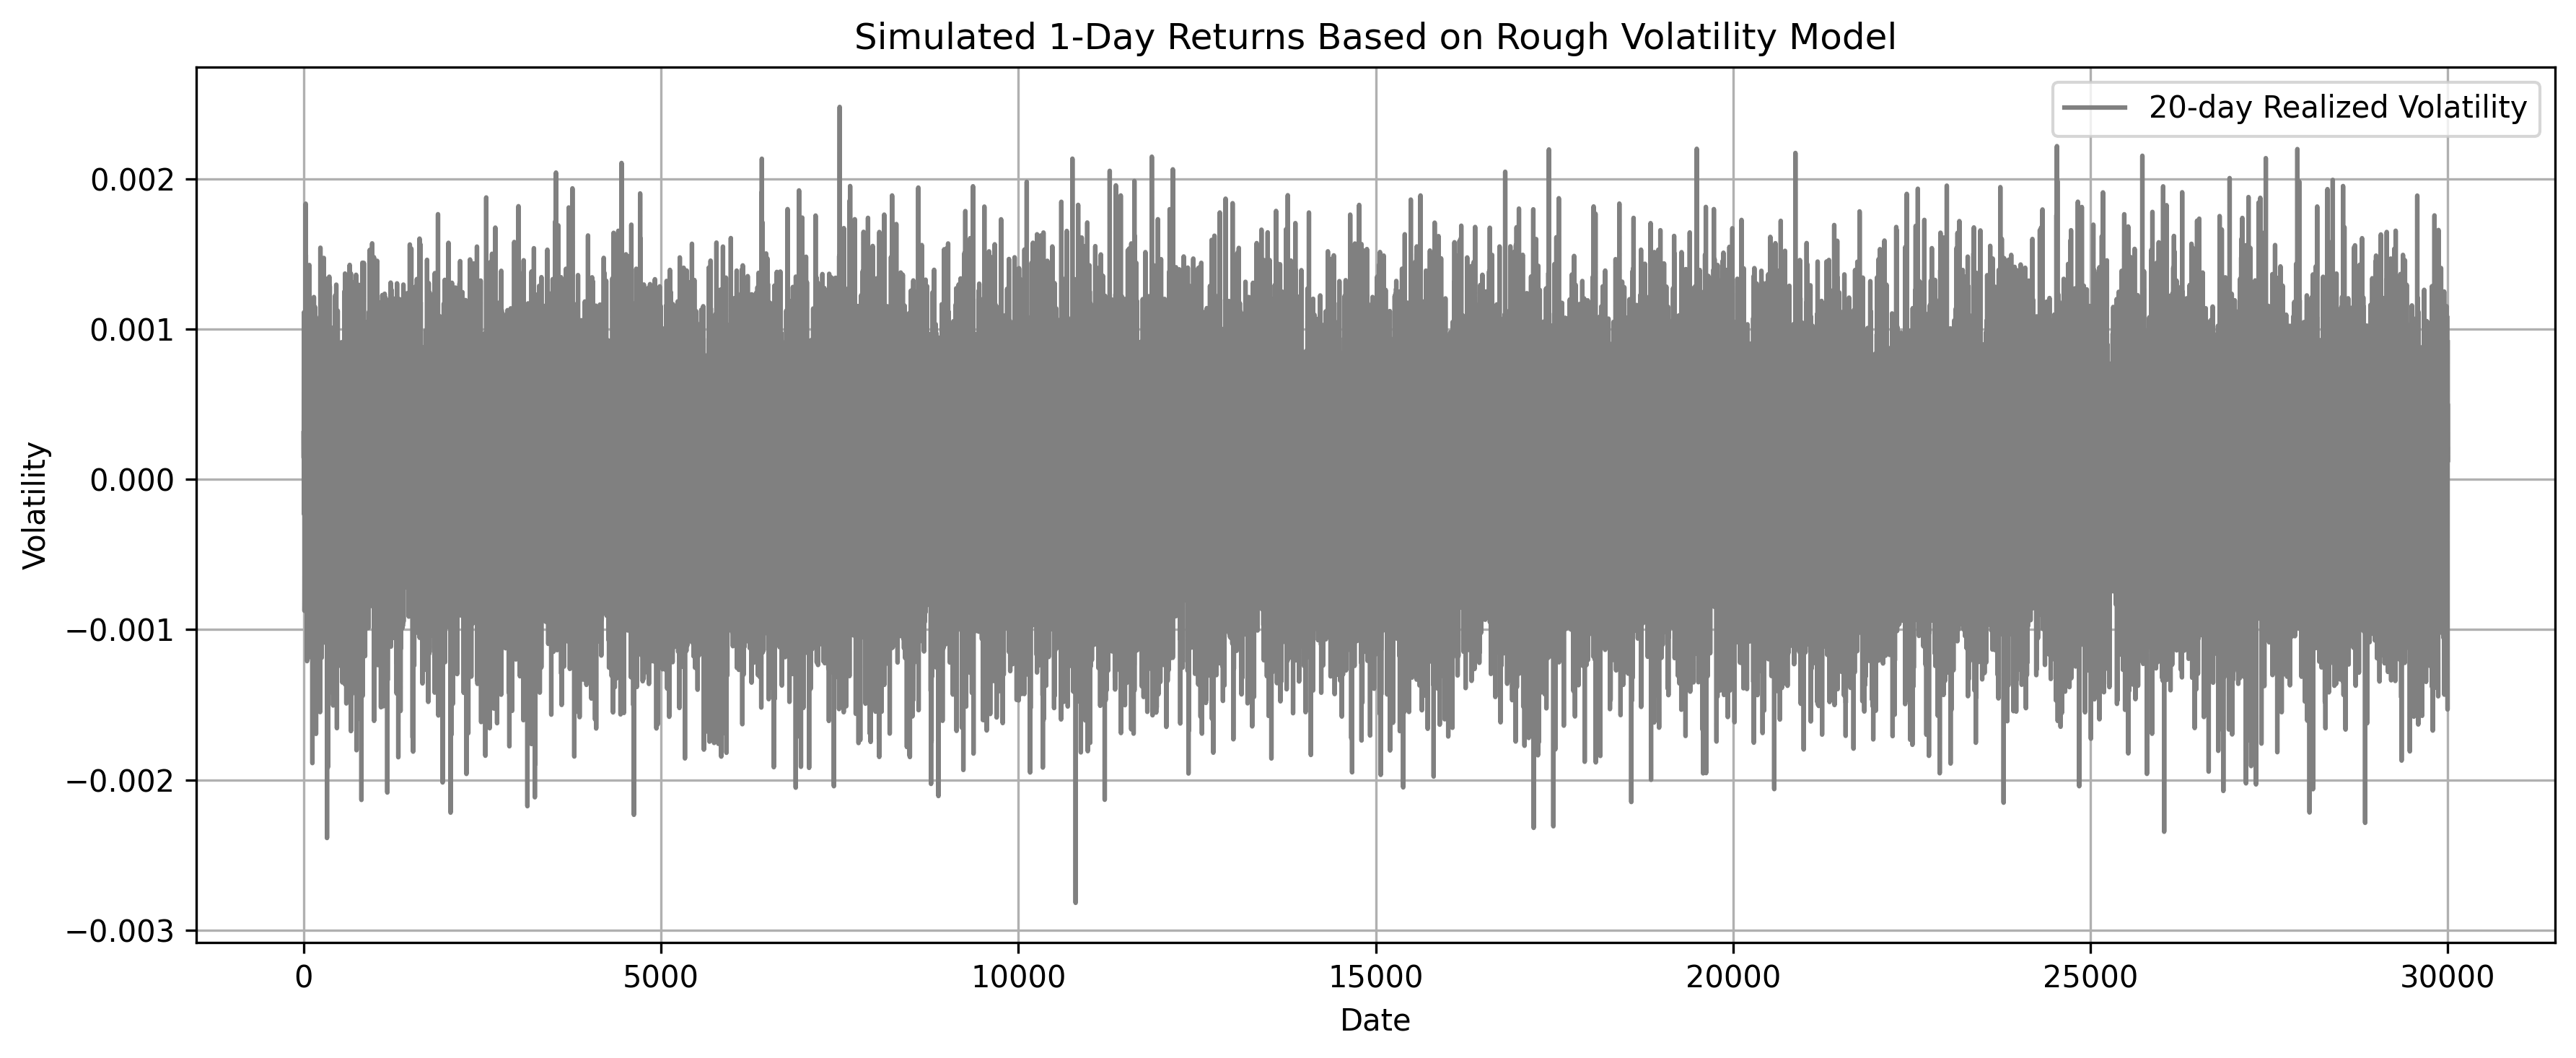 Simulated 1-Day Returns Based on Rough Volatility Model
20-day Realized Volatility
Volatility
0.002
0.001
0.000
−0.001
−0.002
−0.003
0 5000 10000 15000 20000 25000 30000
Date